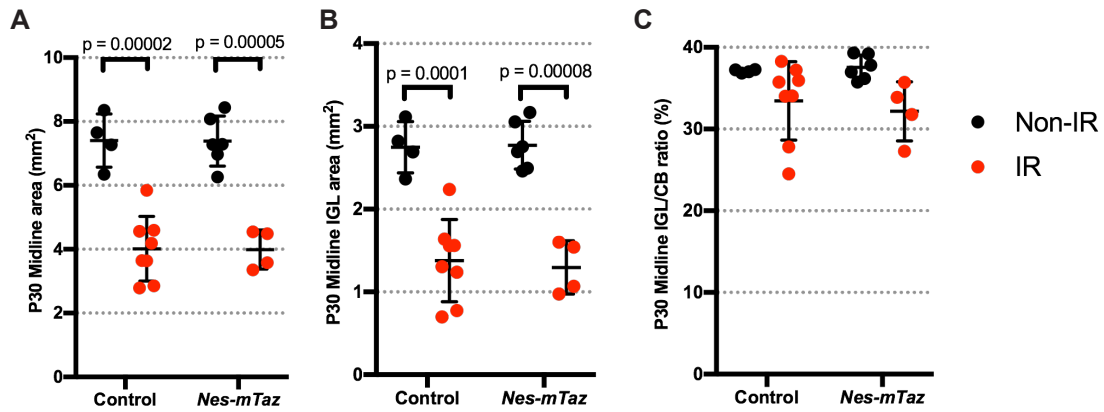 A
P30 Midline area (mm²)
10
8
6
4
2
0
p = 0.00002 p = 0.00005
Control Nes-mTaz
B
P30 Midline IGL area (mm²)
4
3
2
1
0
p = 0.0001 p = 0.00008
Control Nes-mTaz
C
P30 Midline IGL/CB ratio (%)
40
30
20
10
0
Control Nes-mTaz
Non-IR
IR